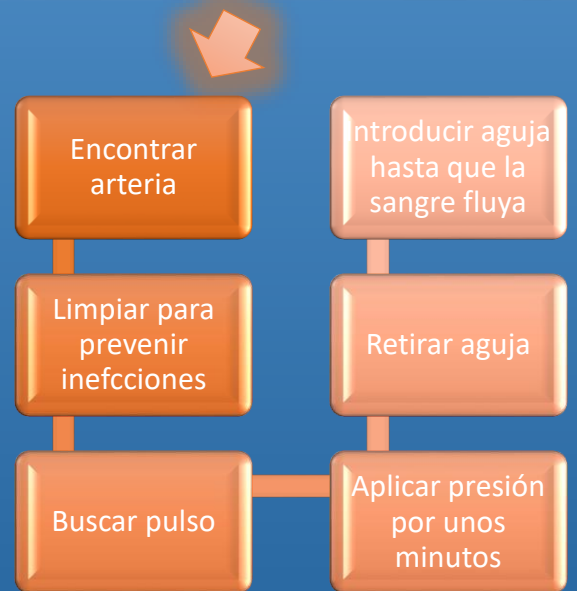 Encontrar
arteria
Limpiar para
prevenir
inefcciones
Buscar pulso
Introducir aguja
hasta que la
sangre fluya
Retirar aguja
Aplicar presión
por unos
minutos